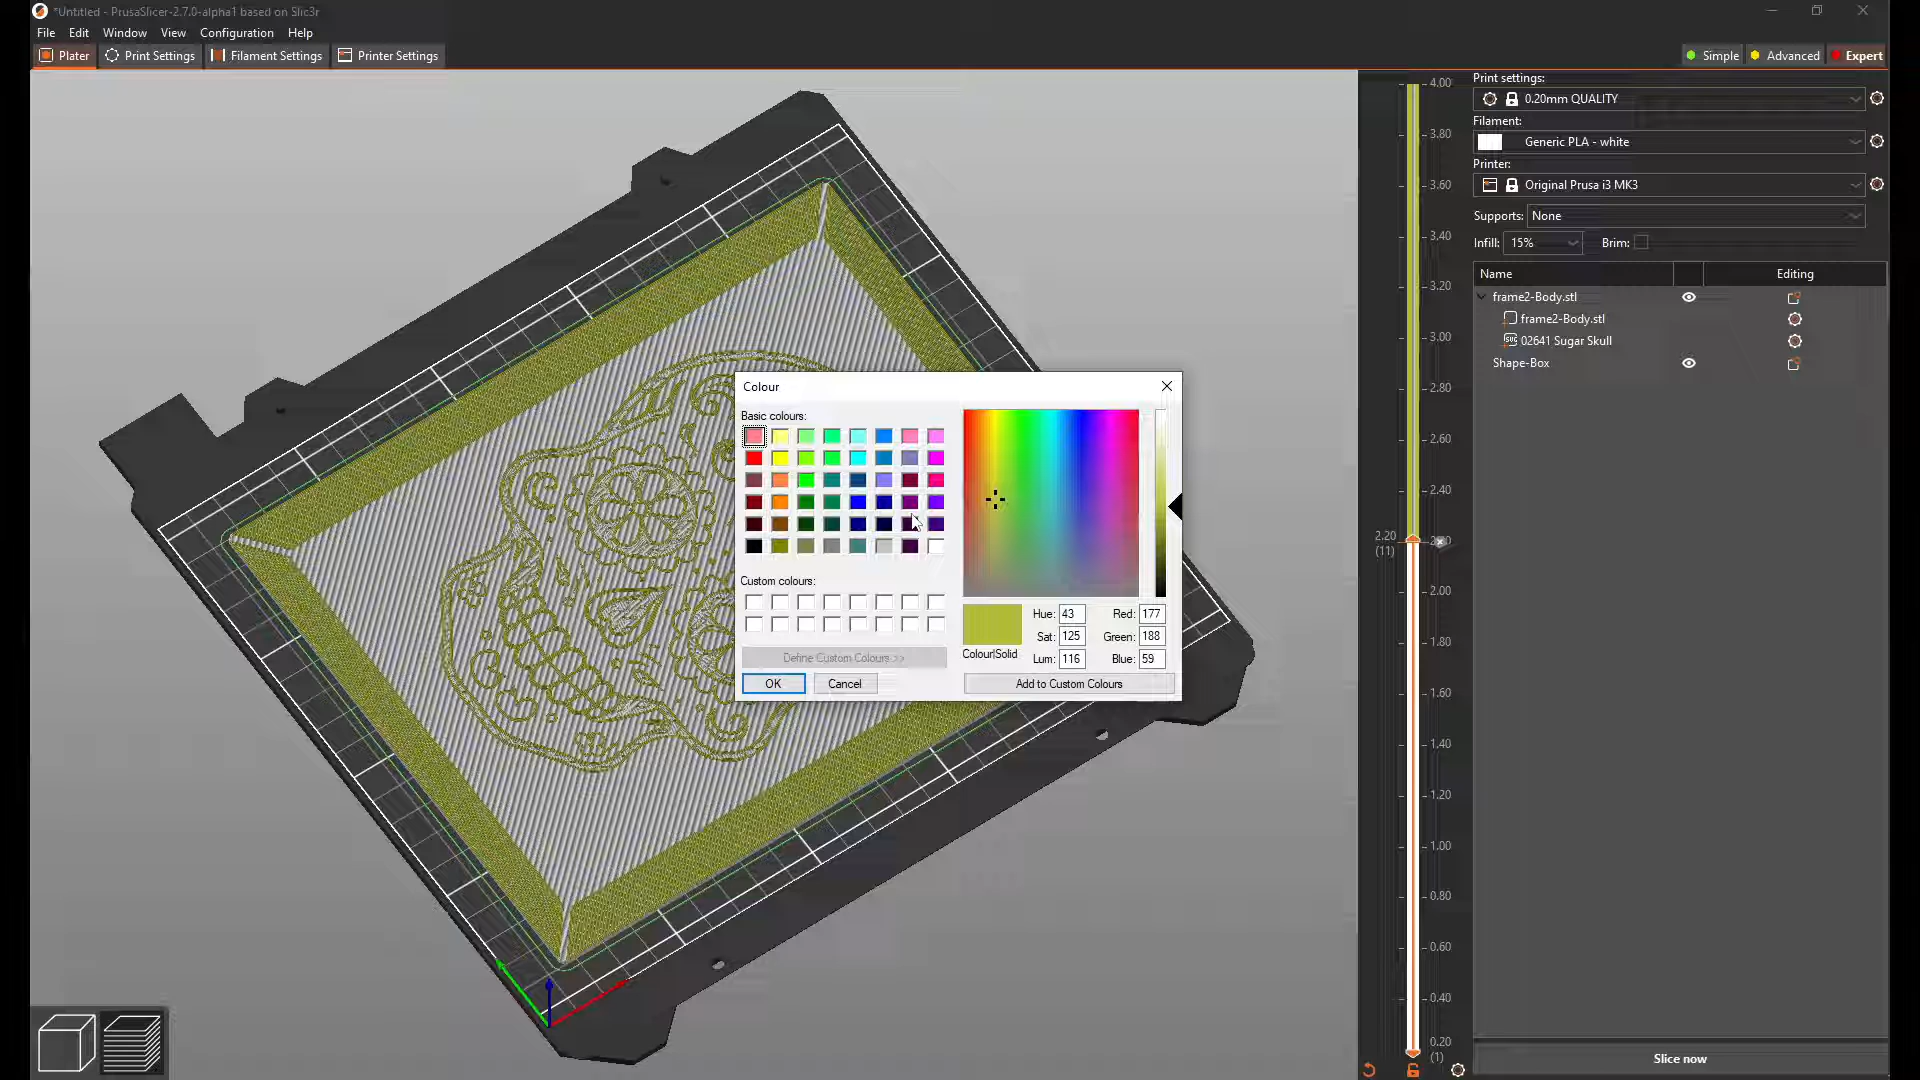 *Untitled - PrusaSlicer-2.7.0-alpha1 based on Slic3r
File Edit Window View Configuration Help
Plater Print Settings Filament Settings Printer Settings
Simple Advanced Expert
Print settings:
0.20mm QUALITY
Filament:
Generic PLA - white
Printer:
Original Prusa i3 MK3
Supports: None
Infill: 15% Brim:
Name Editing
frame2-Body.stl
frame2-Body.stl
02641 Sugar Skull
Shape-Box
4.00
3.80
3.60
3.40
3.20
3.00
2.80
2.60
2.40
2.20
(11)
2.00
1.80
1.60
1.40
1.20
1.00
0.80
0.60
0.40
0.20
(1)
Colour
Basic colours:
Custom colours:
Define Custom Colours >>
OK Cancel
Colour|Solid
Hue: 43 Red: 177
Sat: 125 Green: 188
Lum: 116 Blue: 59
Add to Custom Colours
Slice now